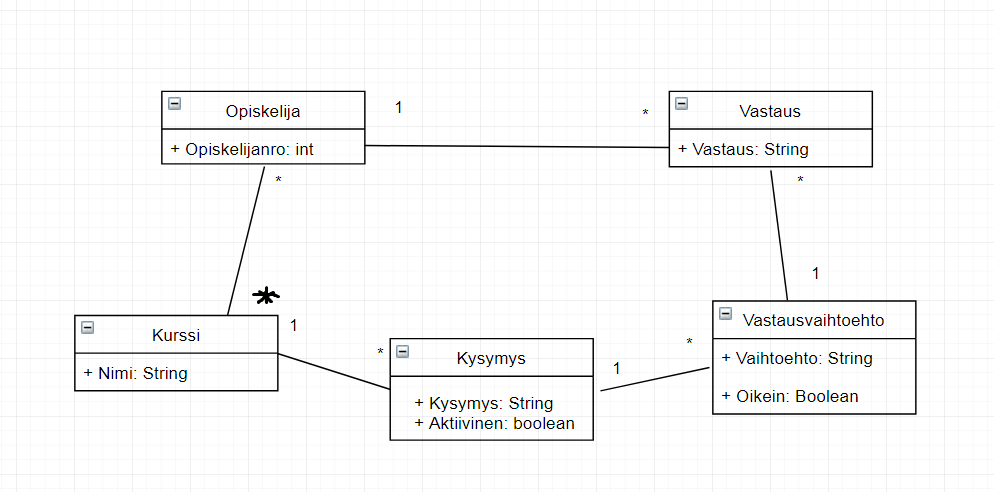 Opiskelija
+ Opiskelijanro: int
1
*
Vastaus
+ Vastaus: String
*
*
*
1
Kurssi
+ Nimi: String
1
*
Kysymys
+ Kysymys: String
+ Aktiivinen: boolean
1
*
Vastausvaihtoehto
+ Vaihtoehto: String
+ Oikein: Boolean